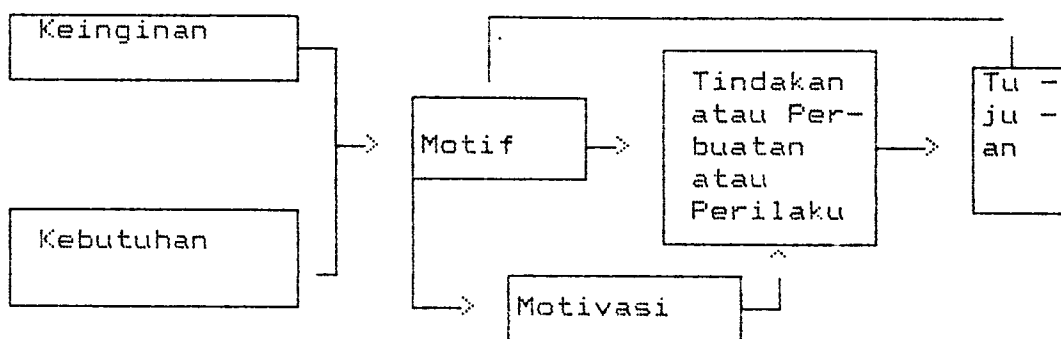 Keinginan
Kebutuhan
Motif
Tindakan
atau Per-
buatan
atau
Perilaku
Motivasi
Tu -
ju -
an